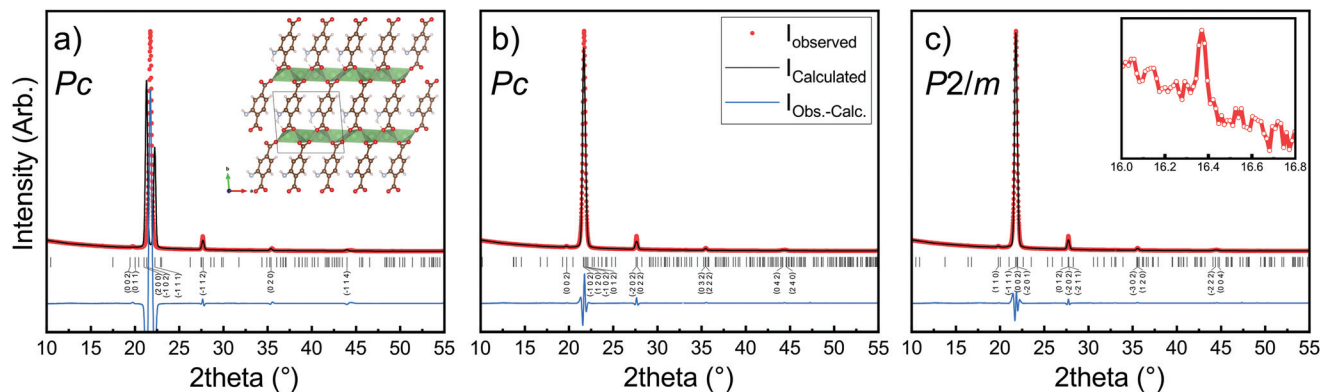 Intensity (Arb.)
a)
Pc
b
a
(0 0 2)
(0 1 1)
(2 0 0)
(-1 0 2)
(-1 1 1)
(-1 1 2)
(0 2 0)
(-1 1 4)
10 15 20 25 30 35 40 45 50 55
2theta (°)
b)
Pc
I observed
I Calculated
I Obs.-Calc.
(0 0 2)
(-1 0 2)
(1 2 0)
(-1 0 2)
(0 1 2)
(-2 0 2)
(0 2 2)
(0 3 2)
(2 2 2)
(0 4 2)
(2 4 0)
10 15 20 25 30 35 40 45 50 55
2theta (°)
c)
P2/m
16.0 16.2 16.4 16.6 16.8
(1 1 0)
(-1 1 1)
(0 0 2)
(-2 0 1)
(0 1 2)
(-2 0 2)
(-2 1 1)
(-3 0 2)
(1 2 0)
(-2 2 2)
(0 0 4)
10 15 20 25 30 35 40 45 50 55
2theta (°)